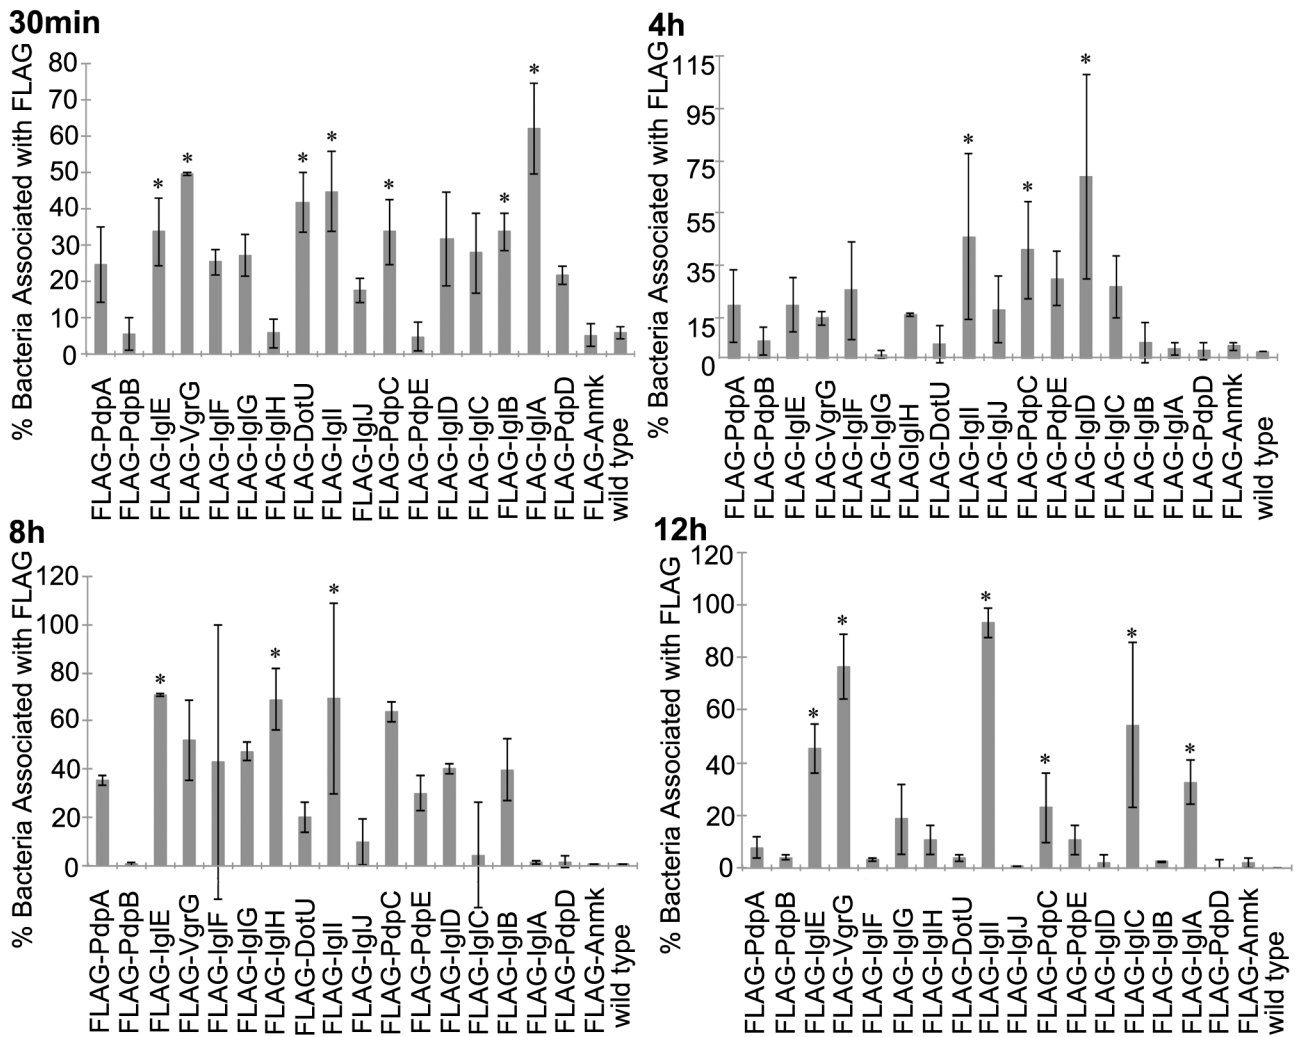 30min
% Bacteria Associated with FLAG
80
70
60
50
40
30
20
10
0
* * * * * * *
FLAG-PdpA
FLAG-PdpB
FLAG-IglE
FLAG-VgrG
FLAG-IglF
FLAG-IglG
FLAG-IglH
FLAG-DotU
FLAG-IglI
FLAG-IglJ
FLAG-PdpC
FLAG-PdpE
FLAG-IglD
FLAG-IglC
FLAG-IglB
FLAG-IglA
FLAG-PdpD
FLAG-Anmk
wild type
4h
% Bacteria Associated with FLAG
115
95
75
55
35
15
0
* * *
FLAG-PdpA
FLAG-PdpB
FLAG-IglE
FLAG-VgrG
FLAG-IglF
FLAG-IglG
FLAGIglH
FLAG-DotU
FLAG-IglI
FLAG-IglJ
FLAG-PdpC
FLAG-PdpE
FLAG-IglD
FLAG-IglC
FLAG-IglB
FLAG-IglA
FLAG-PdpD
FLAG-Anmk
wild type
8h
% Bacteria Associated with FLAG
120
100
80
60
40
20
0
* * *
FLAG-PdpA
FLAG-PdpB
FLAG-IglE
FLAG-VgrG
FLAG-IglF
FLAG-IglG
FLAG-IglH
FLAG-DotU
FLAG-IglI
FLAG-IglJ
FLAG-PdpC
FLAG-PdpE
FLAG-IglD
FLAG-IglC
FLAG-IglB
FLAG-IglA
FLAG-PdpD
FLAG-Anmk
wild type
12h
% Bacteria Associated with FLAG
120
100
80
60
40
20
0
* * * * * *
FLAG-PdpA
FLAG-PdpB
FLAG-IglE
FLAG-VgrG
FLAG-IglF
FLAG-IglG
FLAG-IglH
FLAG-DotU
FLAG-IglI
FLAG-IglJ
FLAG-PdpC
FLAG-PdpE
FLAG-IglD
FLAG-IglC
FLAG-IglB
FLAG-IglA
FLAG-PdpD
FLAG-Anmk
wild type